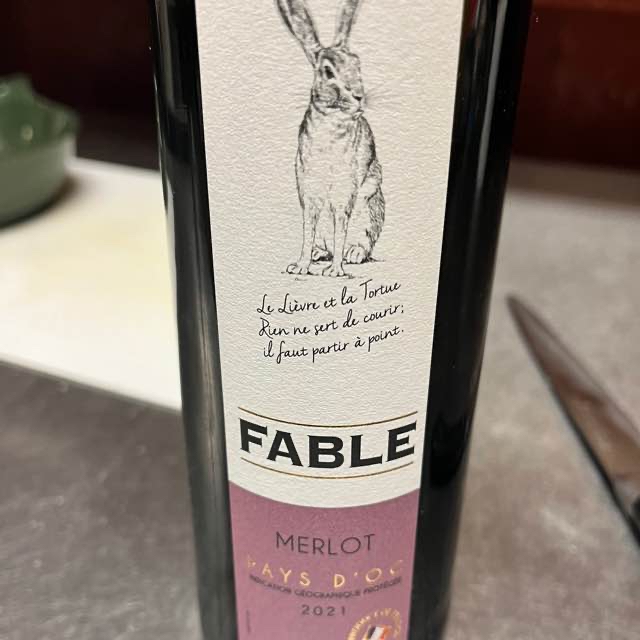 Le Lièvre et la Tortue
Rien ne sert de courir;
il faut partir à point.
FABLE
MERLOT
PAYS D'OC
INDICATION GÉOGRAPHIQUE PROTÉGÉE
2021